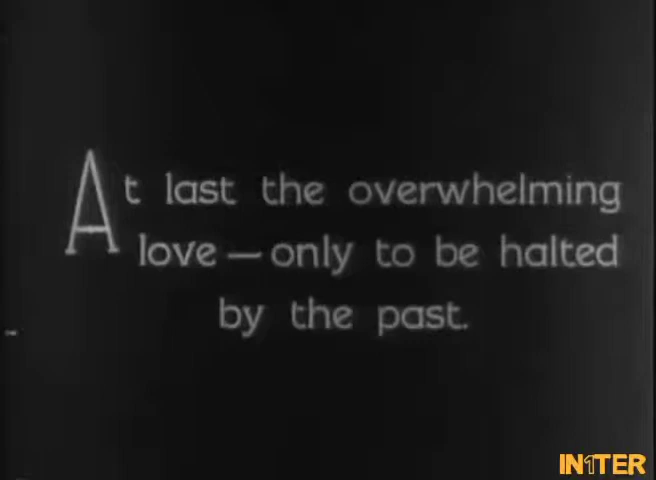 At last the overwhelming
love — only to be halted
by the past.
IN1TER